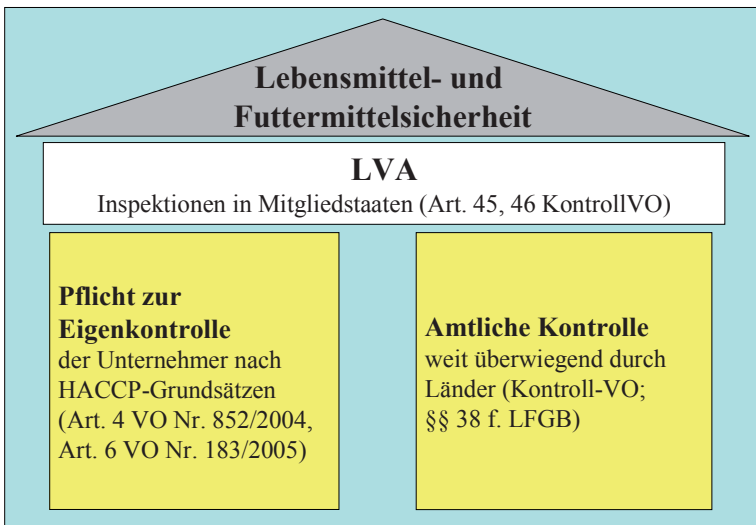 Lebensmittel- und
Futtermittelsicherheit
LVA
Inspektionen in Mitgliedstaaten (Art. 45, 46 KontrollVO)
Pflicht zur
Eigenkontrolle
der Unternehmer nach
HACCP-Grundsätzen
(Art. 4 VO Nr. 852/2004,
Art. 6 VO Nr. 183/2005)
Amtliche Kontrolle
weit überwiegend durch
Länder (Kontroll-VO;
§§ 38 f. LFGB)